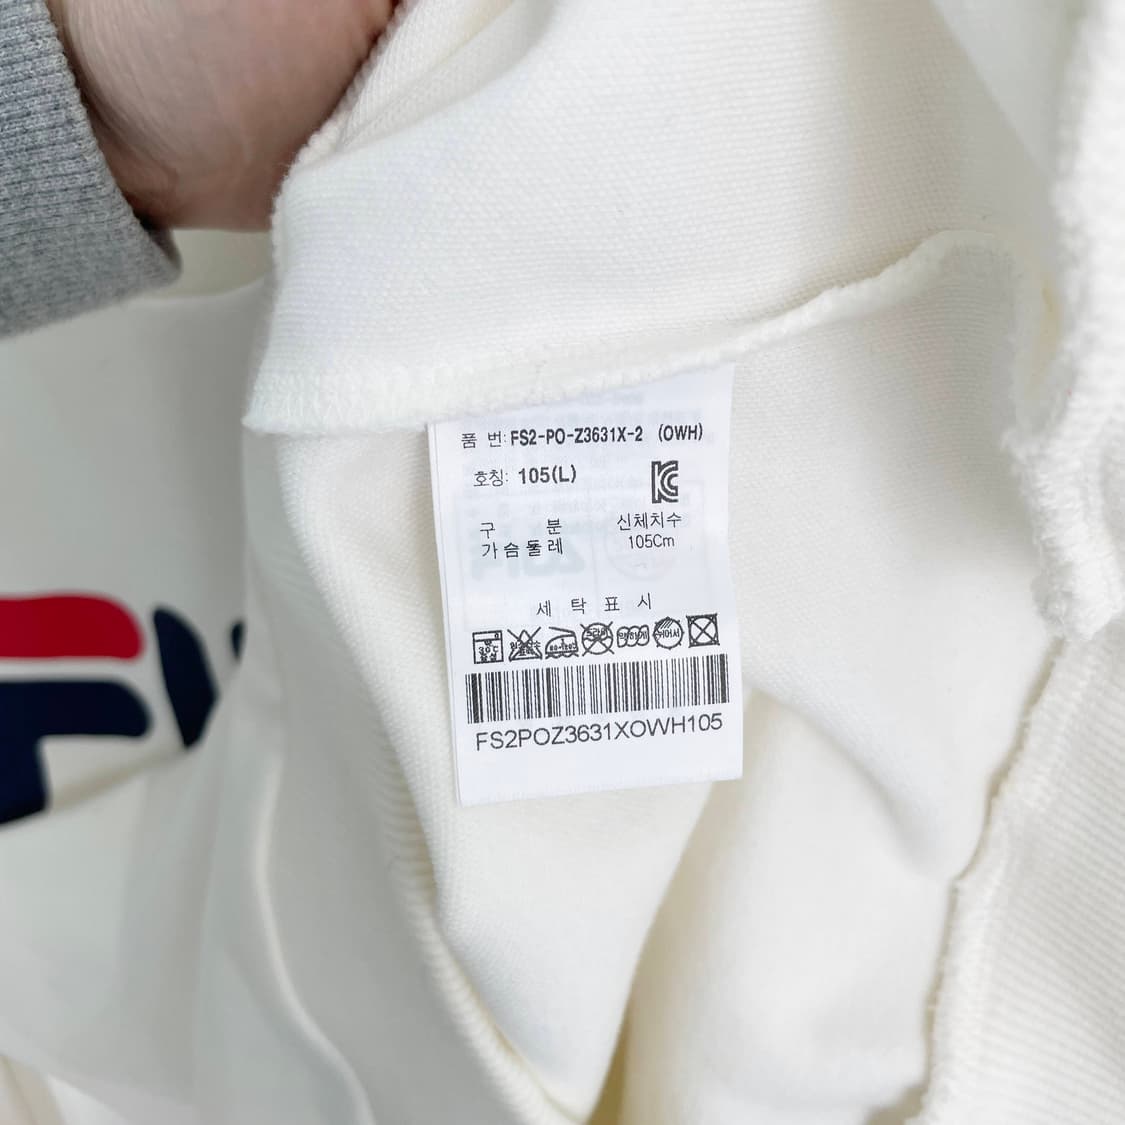 품 번: FS2-PO-Z3631X-2 (OWH)
호칭: 105(L)
구 분 신체치수
가슴둘레 105Cm
세 탁 표 시
FS2POZ3631XOWH105